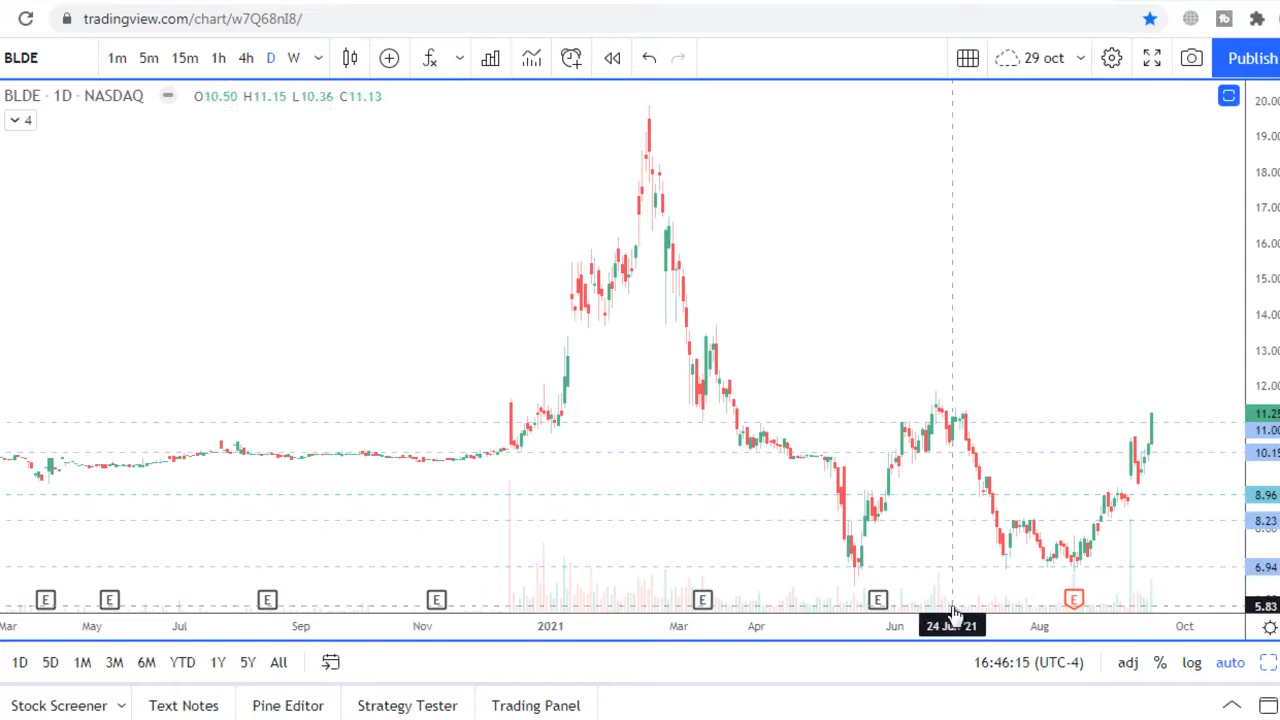 tradingview.com/chart/w7Q68nI8/
BLDE 1m 5m 15m 1h 4h D W 29 oct Publish
BLDE · 1D · NASDAQ O10.50 H11.15 L10.36 C11.13
4
20.00
19.00
18.00
17.00
16.00
15.00
14.00
13.00
12.00
11.25
11.00
10.15
8.96
8.23
6.94
E E E E E E E
5.83
Mar May Jul Sep Nov 2021 Mar Apr Jun 24 '21 Aug Oct
1D 5D 1M 3M 6M YTD 1Y 5Y All 16:46:15 (UTC-4) adj % log auto
Stock Screener Text Notes Pine Editor Strategy Tester Trading Panel